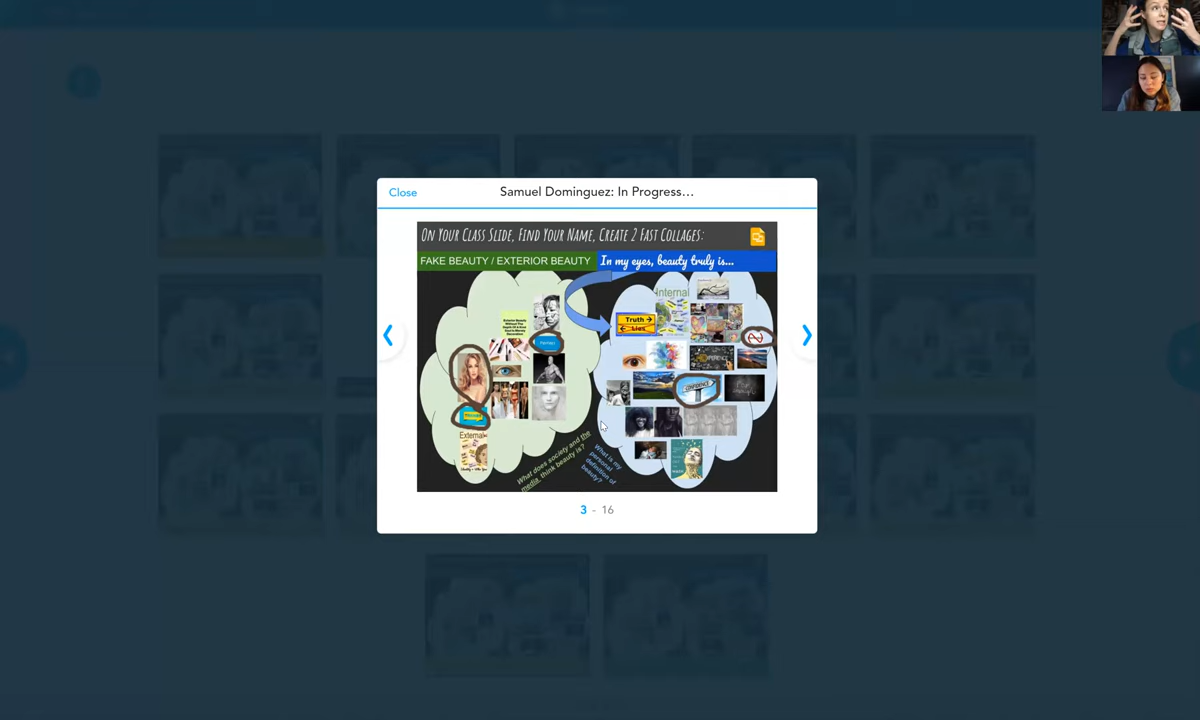 Close
Samuel Dominguez: In Progress...
ON YOUR CLASS SLIDE, FIND YOUR NAME, CREATE 2 FAST COLLAGES:
FAKE BEAUTY / EXTERIOR BEAUTY
In my eyes, beauty truly is...
Internal
Truth
Lies
CONFIDENCE
External
What does society and the
media think beauty is?
What is my
personal
definition of
beauty?
3 - 16